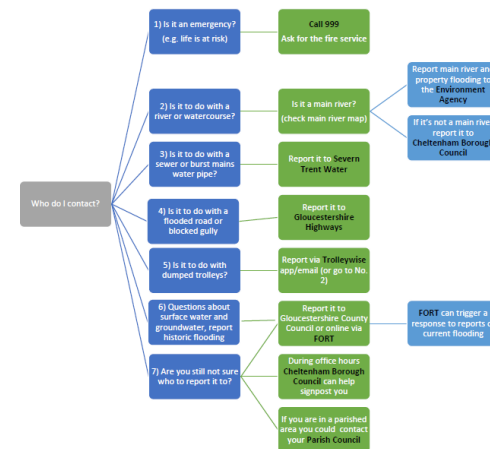 Who do I contact?
1) Is it an emergency?
(e.g. life is at risk)
Call 999
Ask for the fire service
2) Is it to do with a
river or watercourse?
Is it a main river?
(check main river map)
Report main river and
property flooding to
the Environment
Agency
If it's not a main river
report it to
Cheltenham Borough
Council
3) Is it to do with a
sewer or burst mains
water pipe?
Report it to Severn
Trent Water
4) Is it to do with a
flooded road or
blocked gully
Report it to
Gloucestershire
Highways
5) Is it to do with
dumped trolleys?
Report via Trolleywise
app/email (or go to No.
2)
6) Questions about
surface water and
groundwater, report
historic flooding
Report it to
Gloucestershire County
Council or online via
FORT
FORT can trigger a
response to reports of
current flooding
7) Are you still not sure
who to report it to?
During office hours
Cheltenham Borough
Council can help
signpost you
If you are in a parished
area you could contact
your Parish Council